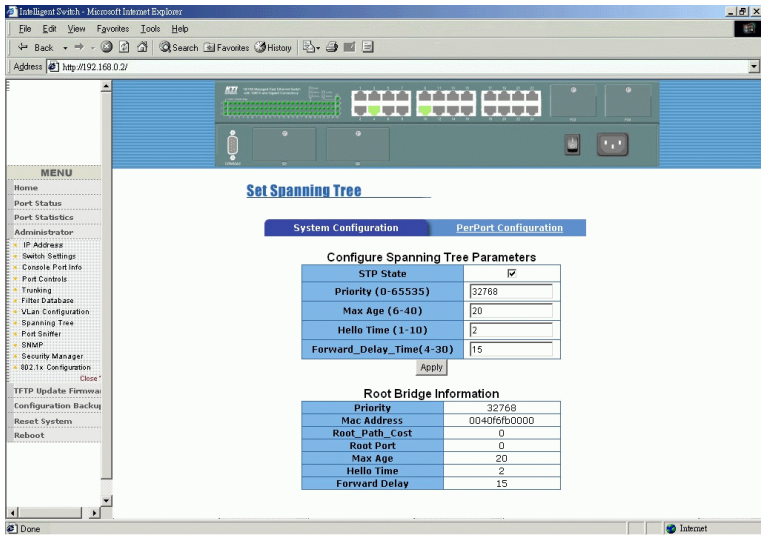 Intelligent Switch - Microsoft Internet Explorer
File Edit View Favorites Tools Help
Back Search Favorites History
Address http://192.168.0.2/
KTI
CONSOLE
MENU
Home
Port Status
Port Statistics
Administrator
IP Address
Switch Settings
Console Port Info
Port Controls
Trunking
Filter Database
VLan Configuration
Spanning Tree
Port Sniffer
SNMP
Security Manager
802.1x Configuration
Close
TFTP Update Firmwa
Configuration Backup
Reset System
Reboot
Set Spanning Tree
System Configuration PerPort Configuration
Configure Spanning Tree Parameters
STP State
Priority (0-65535) 32768
Max Age (6-40) 20
Hello Time (1-10) 2
Forward_Delay_Time(4-30) 15
Apply
Root Bridge Information
Priority 32768
Mac Address 0040f6fb0000
Root_Path_Cost 0
Root Port 0
Max Age 20
Hello Time 2
Forward Delay 15
Done Internet